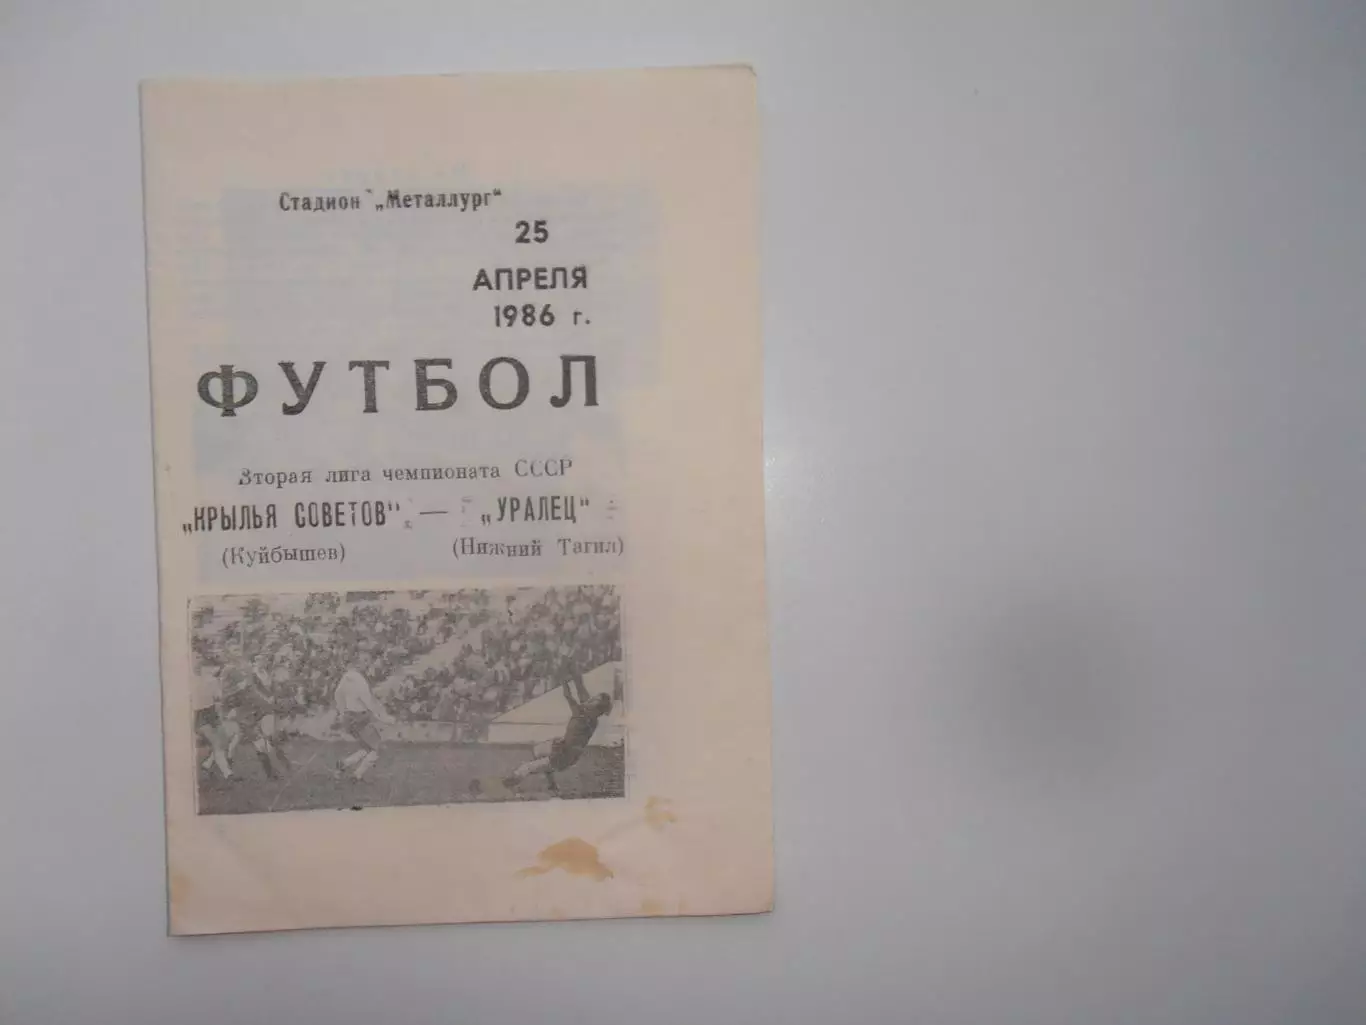 Стадион „Металлург“
25
АПРЕЛЯ
1986 г.
ФУТБОЛ
Вторая лига чемпионата СССР
„КРЫЛЬЯ СОВЕТОВ“ — „УРАЛЕЦ“
(Куйбышев) (Нижний Тагил)